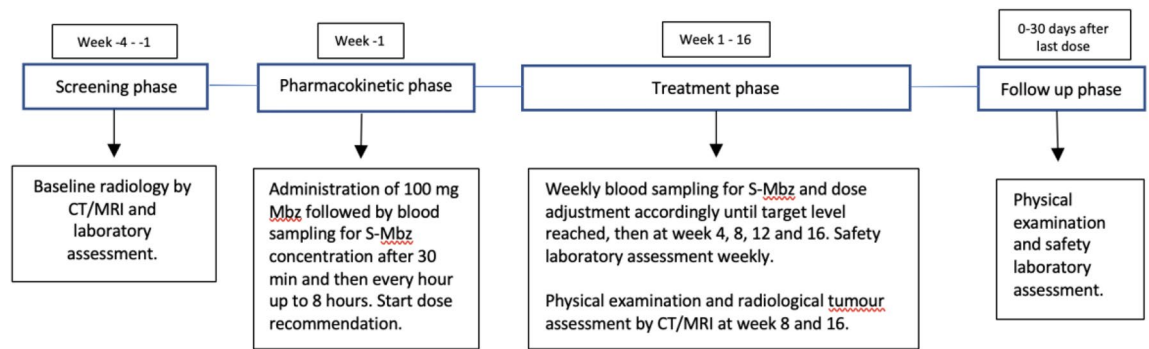 Week -4 - -1
Week -1
Week 1 - 16
0-30 days after
last dose
Screening phase
Pharmacokinetic phase
Treatment phase
Follow up phase
Baseline radiology by
CT/MRI and
laboratory
assessment.
Administration of 100 mg
Mbz followed by blood
sampling for S-Mbz
concentration after 30
min and then every hour
up to 8 hours. Start dose
recommendation.
Weekly blood sampling for S-Mbz and dose
adjustment accordingly until target level
reached, then at week 4, 8, 12 and 16. Safety
laboratory assessment weekly.
Physical examination and radiological tumour
assessment by CT/MRI at week 8 and 16.
Physical
examination
and safety
laboratory
assessment.